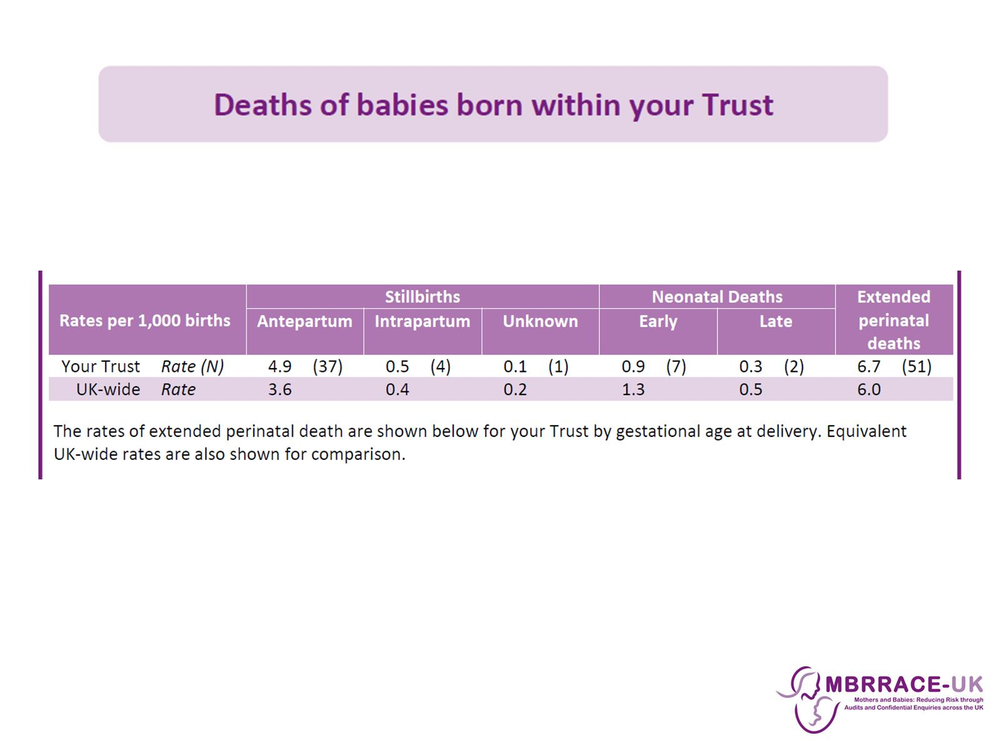 Deaths of babies born within your Trust
Stillbirths Neonatal Deaths Extended perinatal deaths
Rates per 1,000 births Antepartum Intrapartum Unknown Early Late
Your Trust Rate (N) 4.9 (37) 0.5 (4) 0.1 (1) 0.9 (7) 0.3 (2) 6.7 (51)
UK-wide Rate 3.6 0.4 0.2 1.3 0.5 6.0
The rates of extended perinatal death are shown below for your Trust by gestational age at delivery. Equivalent
UK-wide rates are also shown for comparison.
MBRRACE-UK
Mothers and Babies: Reducing Risk through
Audits and Confidential Enquiries across the UK